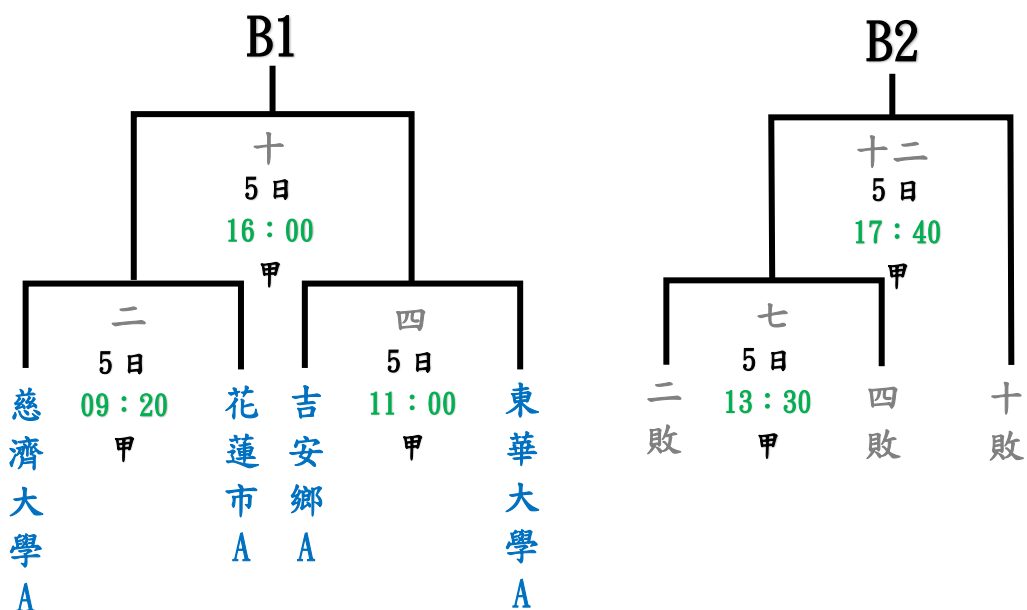 B1
十
5 日
16：00
甲
二
5 日
09：20
甲
四
5 日
11：00
甲
慈濟大學A
花蓮市A
吉安鄉A
東華大學A
B2
十二
5 日
17：40
甲
七
5 日
13：30
甲
二敗
四敗
十敗